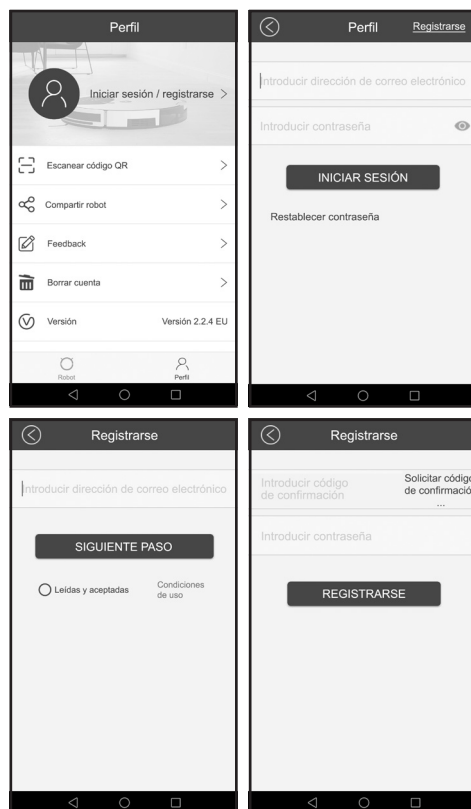 Perfil
Iniciar sesión / registrarse
Escanear código QR
Compartir robot
Feedback
Borrar cuenta
Versión Versión 2.2.4 EU
Robot Perfil
Perfil Registrarse
Introducir dirección de correo electrónico
Introducir contraseña
INICIAR SESIÓN
Restablecer contraseña
Registrarse
Introducir dirección de correo electrónico
SIGUIENTE PASO
Leídas y aceptadas Condiciones
de uso
Registrarse
Introducir código Solicitar código
de confirmación de confirmació
...
Introducir contraseña
REGISTRARSE